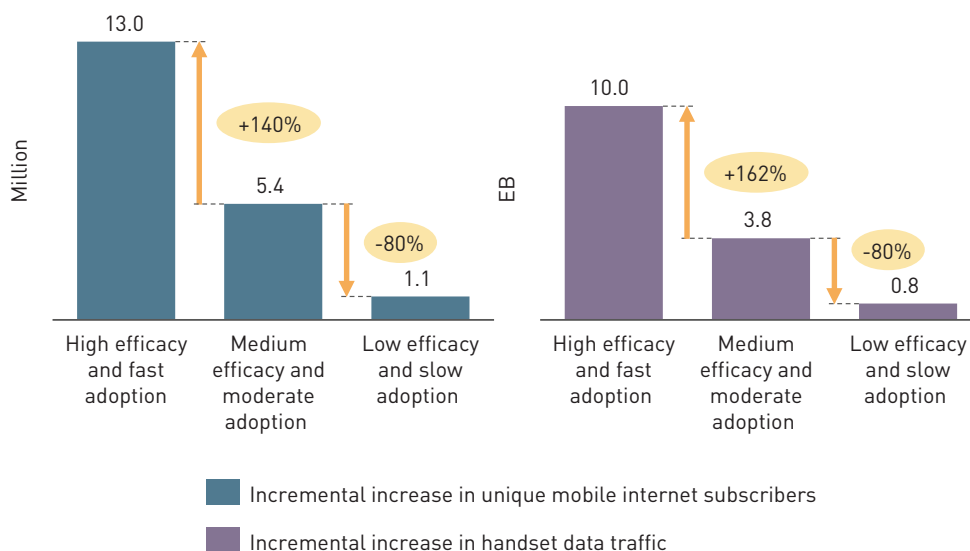 13.0
+140%
5.4
-80%
1.1
Million
High efficacy
and fast
adoption
Medium
efficacy and
moderate
adoption
Low efficacy
and slow
adoption
10.0
+162%
3.8
-80%
0.8
EB
High efficacy
and fast
adoption
Medium
efficacy and
moderate
adoption
Low efficacy
and slow
adoption
Incremental increase in unique mobile internet subscribers
Incremental increase in handset data traffic